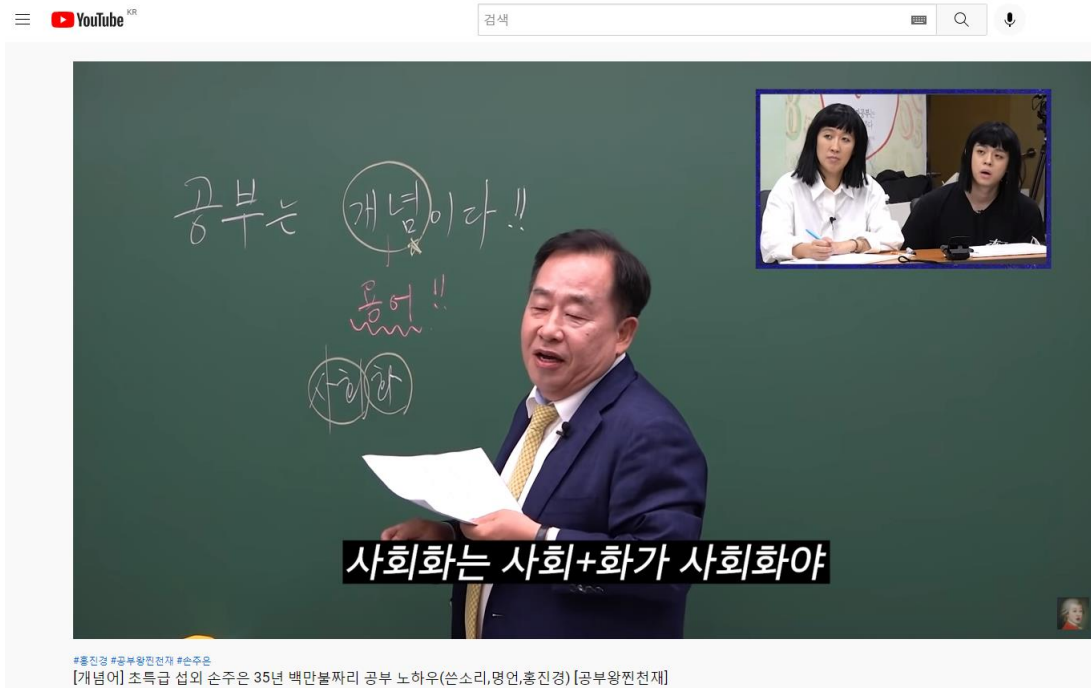 YouTube KR
검색
공부는 개념이다!!
용어!!
사회화
사회화는 사회+화가 사회화야
#홍진경 #공부왕찐천재 #손주은
[개념어] 초특급 섭외 손주은 35년 백만불짜리 공부 노하우(쓴소리,명언,홍진경) [공부왕찐천재]